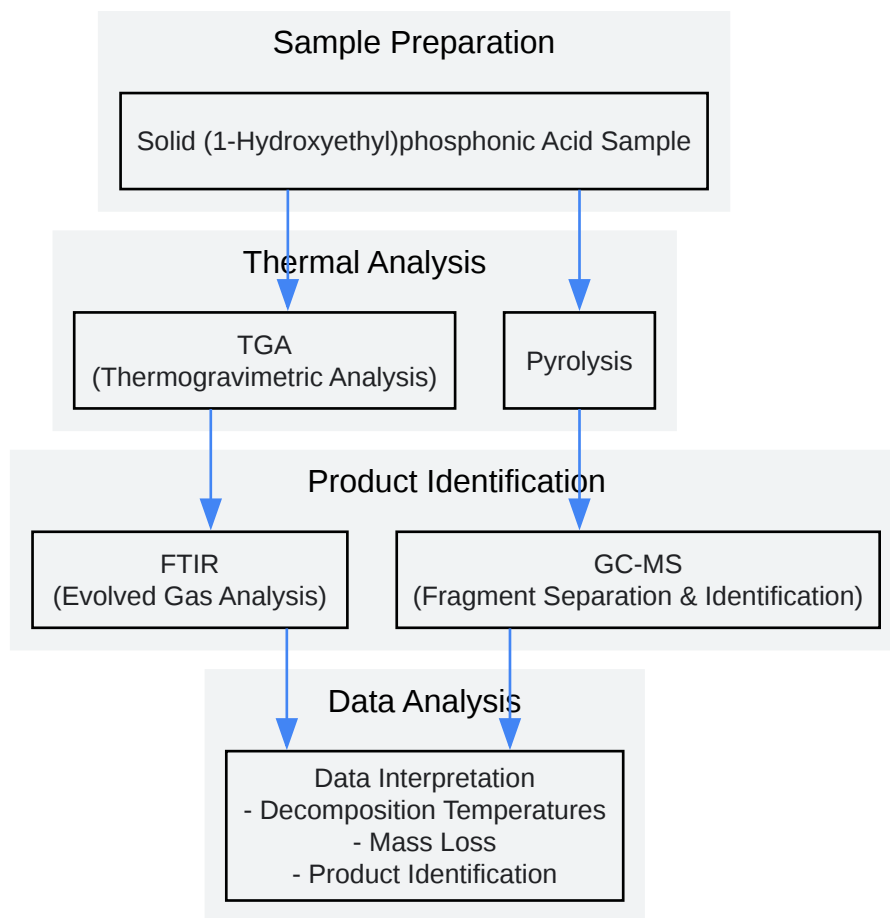 Sample Preparation
Solid (1-Hydroxyethyl)phosphonic Acid Sample
Thermal Analysis
TGA
(Thermogravimetric Analysis)
Pyrolysis
Product Identification
FTIR
(Evolved Gas Analysis)
GC-MS
(Fragment Separation & Identification)
Data Analysis
Data Interpretation
- Decomposition Temperatures
- Mass Loss
- Product Identification